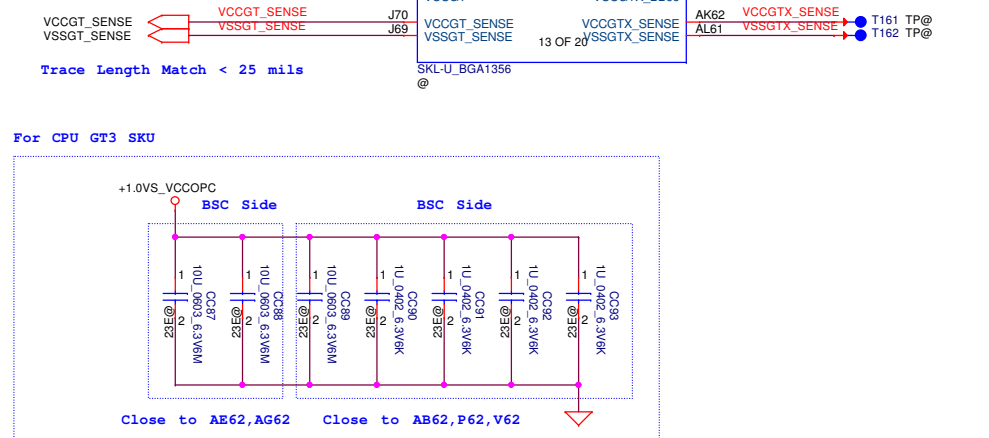 VCCGT_SENSE
VSSGT_SENSE
VCCGT_SENSE
VSSGT_SENSE
J70
J69
VCCGT_SENSE
VSSGT_SENSE
13 OF 20
VCCGTX_SENSE
VSSGTX_SENSE
AK62
AL61
VCCGTX_SENSE
VSSGTX_SENSE
T161 TP@
T162 TP@
Trace Length Match < 25 mils
SKL-U_BGA1356
@
For CPU GT3 SKU
+1.0VS_VCCOPC
BSC Side
BSC Side
1
2
CC87
10U_0603_6.3V6M
23E@
1
2
CC88
10U_0603_6.3V6M
23E@
1
2
CC89
10U_0603_6.3V6M
23E@
1
2
CC90
1U_0402_6.3V6K
23E@
1
2
CC91
1U_0402_6.3V6K
23E@
1
2
CC92
1U_0402_6.3V6K
23E@
1
2
CC93
1U_0402_6.3V6K
23E@
Close to AE62,AG62
Close to AB62,P62,V62